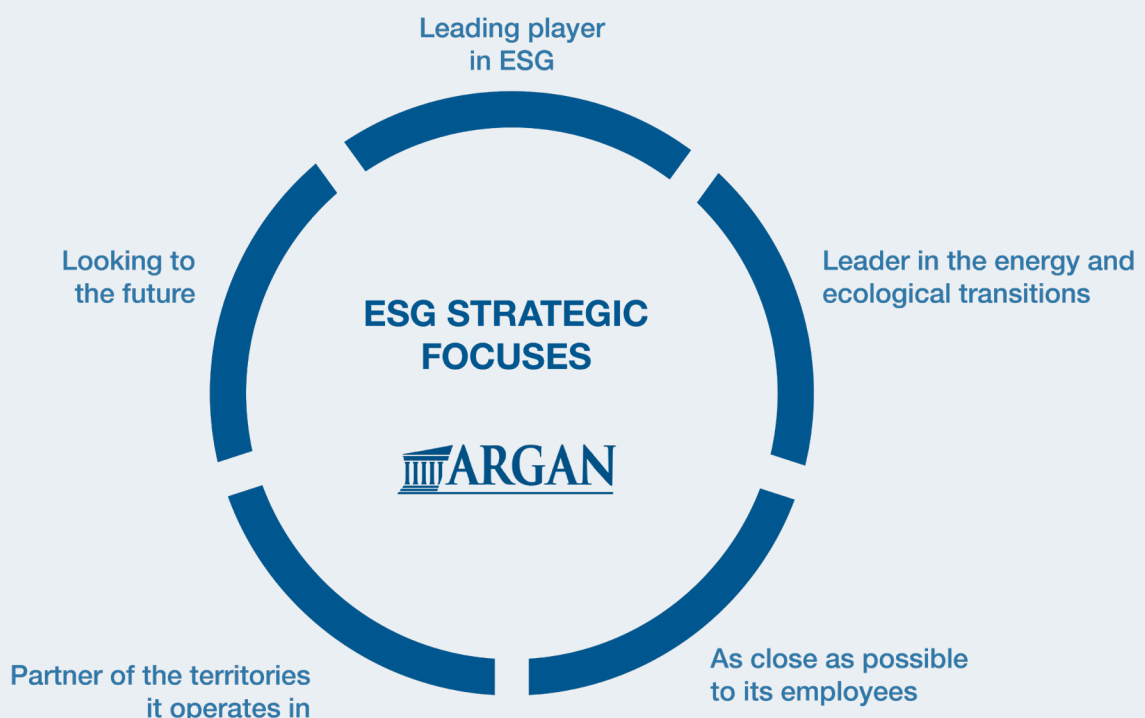 Leading player
in ESG
Leader in the energy and
ecological transitions
As close as possible
to its employees
Partner of the territories
it operates in
Looking to
the future
ESG STRATEGIC
FOCUSES
ARGAN